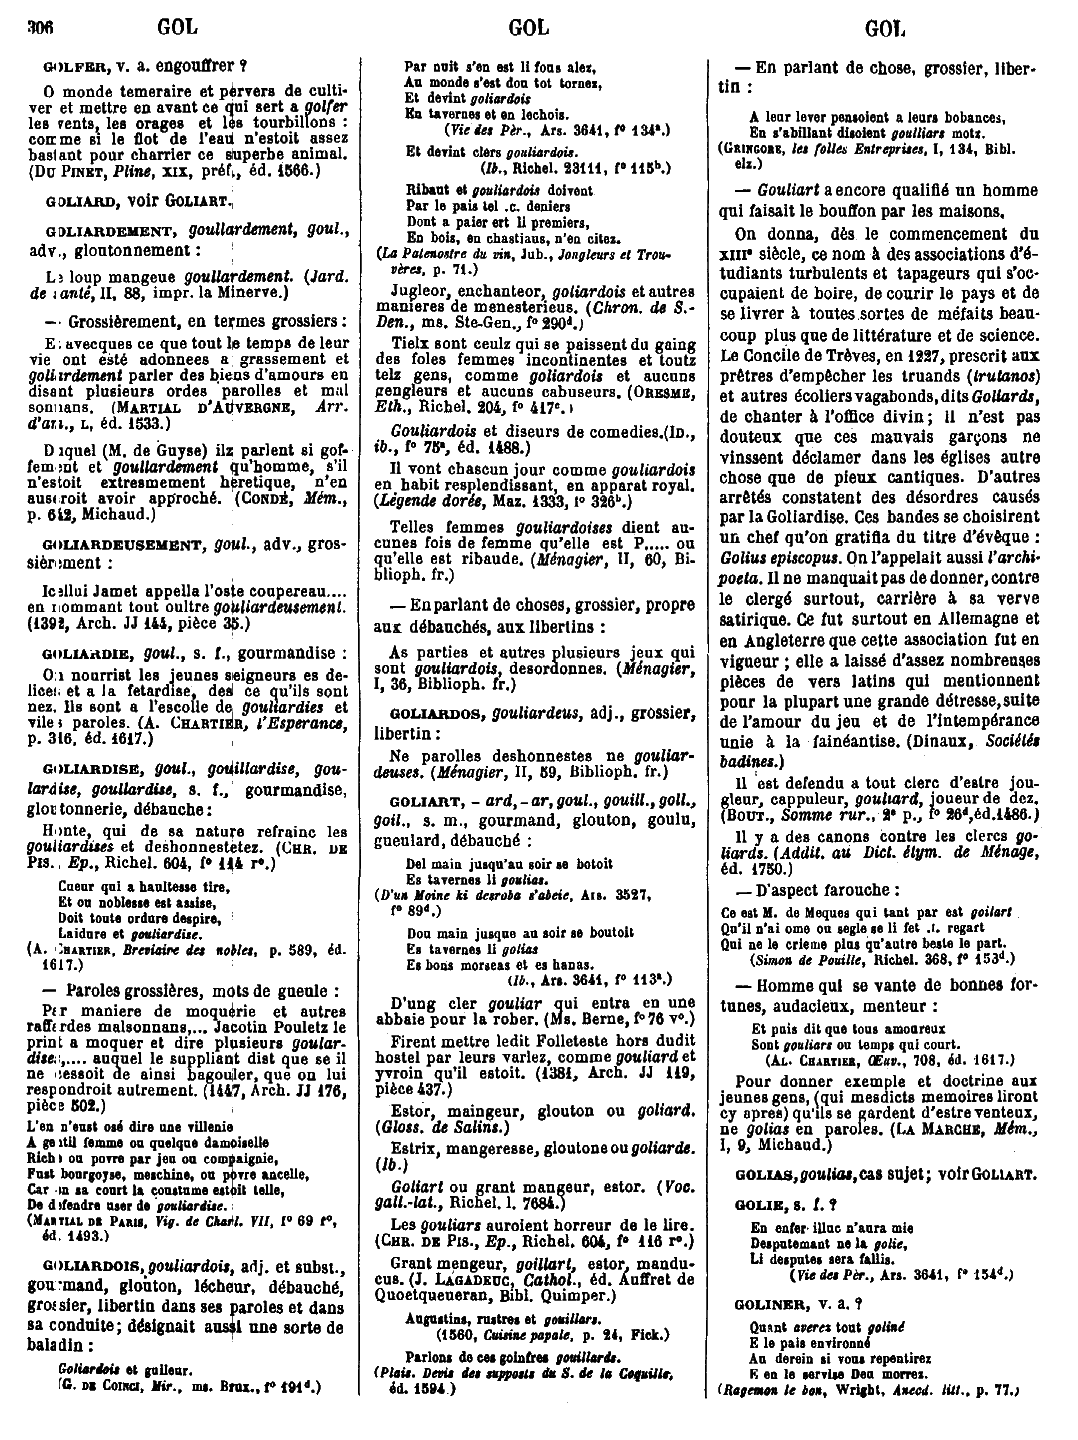 306 GOL GOL GOL
GOLFER, v. a. engouffrer ?
O monde temeraire et pervers de culti-
ver et mettre en avant ce qui sert a golfer
les vents, les orages et les tourbillons :
comme si le flot de l'eau n'estoit assez
bastant pour charrier ce superbe animal.
(DU PINET, Pline, XIX, préf., éd. 1566.)
GOLIARD, voir GOLIART.
GOLIARDEMENT, goullardement, goul.,
adv., gloutonnement :
Le loup mangeue goullardement. (Jard.
de santé, II, 88, impr. la Minerve.)
— Grossièrement, en termes grossiers :
Et avecques ce que tout le temps de leur
vie ont esté adonnees a grassement et
goliardement parler des biens d'amours en
disant plusieurs ordes parolles et mal
sonnans. (MARTIAL D'AUVERGNE, Arr.
d'am., L, éd. 1533.)
Duquel (M. de Guyse) ilz parlent si gof-
fement et goullardement qu'homme, s'il
n'estoit extresmement heretique, n'en
auseroit avoir approché. (CONDÉ, Mém.,
p. 612, Michaud.)
GOLIARDEUSEMENT, goul., adv., gros-
sièrement :
Icellui Jamet appella l'oste coupereau....
en nommant tout oultre gouliardeusement.
(1392, Arch. JJ 144, pièce 35.)
GOLIARDIE, goul., s. f., gourmandise :
On nourrist les jeunes seigneurs es de-
lices et a la fetardise, des ce qu'ils sont
nez. Ils sont a l'escolle de gouliardies et
viles paroles. (A. CHARTIER, l'Esperance,
p. 316, éd. 1617.)
GOLIARDISE, goul., gouillardise, gou-
lardise, goullardise, s. f., gourmandise,
gloutonnerie, débauche :
Honte, qui de sa nature refrainc les
gouliardises et deshonnestetez. (CHR. DE
PIS., Ep., Richel. 604, f° 114 r°.)
Cueur qui a haultesse tire,
Et ou noblesse est assise,
Doit toute ordure despire,
Laidure et gouliardise.
(A. CHARTIER, Breviaire des nobles, p. 589, éd.
1617.)
— Paroles grossières, mots de gueule :
Par maniere de moquerie et autres
raffardes malsonnans,... Jacotin Pouletz le
print a moquer et dire plusieurs goular-
dises,.... auquel le suppliant dist que se il
ne cessoit de ainsi bagouler, que on lui
respondroit autrement. (1447, Arch. JJ 176,
pièce 502.)
L'en n'eust osé dire une villenie
A gentil femme ou quelque damoiselle
Riche ou povre par jeu ou compaignie,
Fust bourgoyse, meschine, ou povre ancelle,
Car en sa court la coustume estoit telle,
De défendre user de gouliardise.
(MARTIAL DE PARIS, Vig. de Charl. VII, f° 69 r°,
éd. 1493.)
GOLIARDOIS, gouliardois, adj. et subst.,
gourmand, glouton, lécheur, débauché,
grossier, libertin dans ses paroles et dans
sa conduite ; désignait aussi une sorte de
baladin :
Goliardois et guileur.
(G. DE COINCI, Mir., ms. Brux., f° 191d.)
Par nuit s'en est li fous alez,
Au monde s'est don tot tornez,
Et devint goliardois
En tavernes et en lechois.
(Vie des Pèr., Ars. 3641, f° 134a.)
Et devint clers gouliardois.
(Ib., Richel. 23111, f° 115b.)
Ribaut et gouliardois doivent
Par le païs tel .c. deniers
Dont a paier ert li premiers,
En bois, en chastiaus, n'en citez.
(La Patenostre du vin, Jub., Jongleurs et Trou-
vères, p. 71.)
Jugleor, enchanteor, goliardois et autres
manieres de menesterieus. (Chron. de S.-
Den., ms. Ste-Gen., f° 290d.)
Tielx sont ceulz qui se paissent du gaing
des foles femmes incontinentes et toutz
telz gens, comme goliardois et aucuns
gengleurs et aucuns cabuseurs. (ORESME,
Eth., Richel. 204, f° 417c.)
Gouliardois et diseurs de comedies. (ID.,
ib., f° 75a, éd. 1488.)
Il vont chascun jour comme gouliardois
en habit resplendissant, en apparat royal.
(Légende dorée, Maz. 1333, f° 326b.)
Telles femmes gouliardoises dient au-
cunes fois de femme qu'elle est P..... ou
qu'elle est ribaude. (Ménagier, II, 60, Bi-
blioph. fr.)
— En parlant de choses, grossier, propre
aux débauchés, aux libertins :
As parties et autres plusieurs jeux qui
sont gouliardois, desordonnes. (Ménagier,
I, 36, Biblioph. fr.)
GOLIARDOS, gouliardeus, adj., grossier,
libertin :
Ne parolles deshonnestes ne gouliar-
deuses. (Ménagier, II, 59, Biblioph. fr.)
GOLIART, - ard, - ar, goul., gouill., goll.,
goil., s. m., gourmand, glouton, goulu,
gueulard, débauché :
Del main jusqu'au soir se botoit
Es tavernes li goulias.
(D'un Moine ki desroba s'abeie, Ars. 3527,
f° 89d.)
Dou main jusque au soir se boutoit
Es tavernes li golias
Es bons morseas et es hanas.
(Ib., Ars. 3641, f° 113a.)
D'ung cler gouliar qui entra en une
abbaie pour la rober. (Ms. Berne, f° 76 v°.)
Firent mettre ledit Folleteste hors dudit
hostel par leurs varlez, comme gouliard et
yvroin qu'il estoit. (1381, Arch. JJ 119,
pièce 437.)
Estor, maingeur, glouton ou goliard.
(Gloss. de Salins.)
Estrix, mangeresse, gloutone ou goliarde.
(Ib.)
Goliart ou grant mangeur, estor. (Voc.
gall.-lat., Richel. l. 7684.)
Les gouliars auroient horreur de le lire.
(CHR. DE PIS., Ep., Richel. 604, f° 116 r°.)
Grant mengeur, goillart, estor, mandu-
cus. (J. LAGADEUC, Cathol., éd. Auffret de
Quoetqueueran, Bibl. Quimper.)
Augustins, rustres et gouillars.
(1560, Cuisine papale, p. 24, Fick.)
Parlons de ces goinfres gouillards.
(Plais. Devis des supposts du S. de la Coquille,
éd. 1594.)
— En parlant de chose, grossier, liber-
tin :
A leur lever pensoient a leurs bobances,
En s'abillant disoient goulliars motz.
(GRINGORE, les folles Entreprises, I, 134, Bibl.
elz.)
— Gouliart a encore qualifié un homme
qui faisait le bouffon par les maisons.
On donna, dès le commencement du
XIIIe siècle, ce nom à des associations d'é-
tudiants turbulents et tapageurs qui s'oc-
cupaient de boire, de courir le pays et de
se livrer à toutes sortes de méfaits beau-
coup plus que de littérature et de science.
Le Concile de Trêves, en 1227, prescrit aux
prêtres d'empêcher les truands (trutanos)
et autres écoliers vagabonds, dits Goliards,
de chanter à l'office divin ; il n'est pas
douteux que ces mauvais garçons ne
vinssent déclamer dans les églises autre
chose que de pieux cantiques. D'autres
arrêtés constatent des désordres causés
par la Goliardise. Ces bandes se choisirent
un chef qu'on gratifia du titre d'évêque :
Golius episcopus. On l'appelait aussi l'archi-
poeta. Il ne manquait pas de donner, contre
le clergé surtout, carrière à sa verve
satirique. Ce fut surtout en Allemagne et
en Angleterre que cette association fut en
vigueur ; elle a laissé d'assez nombreuses
pièces de vers latins qui mentionnent
pour la plupart une grande détresse, suite
de l'amour du jeu et de l'intempérance
unie à la fainéantise. (Dinaux, Sociétés
badines.)
Il est defendu a tout clerc d'estre jou-
gleur, cappuleur, gouliard, joueur de dez.
(BOUT., Somme rur., 2e p., f° 26d, éd. 1486.)
Il y a des canons contre les clercs go-
liards. (Addit. au Dict. élym. de Ménage,
éd. 1750.)
— D'aspect farouche :
Ce est M. de Meques qui tant par est goilart
Qu'il n'ai ome ou segle se li fet .I. regart
Qui ne le crieme plus qu'autre beste le part.
(Simon de Pouille, Richel. 368, f° 153d.)
— Homme qui se vante de bonnes for-
tunes, audacieux, menteur :
Et puis dit que tous amoureux
Sont gouliars ou temps qui court.
(AL. CHARTIER, Œuv., 708, éd. 1617.)
Pour donner exemple et doctrine aux
jeunes gens, (qui mesdicts memoires liront
cy apres) qu'ils se gardent d'estre venteux,
ne golias en paroles. (LA MARCHE, Mém.,
I, 9, Michaud.)
GOLIAS, goulias, cas sujet ; voir GOLIART.
GOLIE, s. f. ?
En enfer illuc n'aura mie
Desputemant ne la golie,
Li desputes sera fallis.
(Vie des Pèr., Ars. 3641, f° 154d.)
GOLINER, v. a. ?
Quant averez tout goliné
E le pais environné
Au derein si vous repentirez
E en le servise Deu morrez.
(Ragemon le bon, Wright, Anecd. litt., p. 77.)